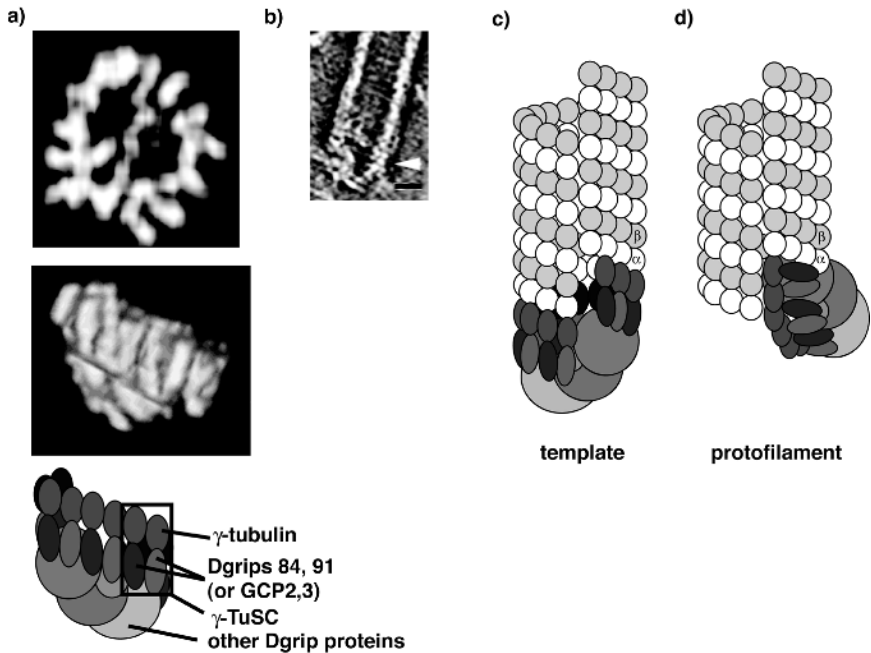 a)
b)
c)
d)
β
α
β
α
template
protofilament
γ-tubulin
Dgrips 84, 91
(or GCP2,3)
γ-TuSC
other Dgrip proteins